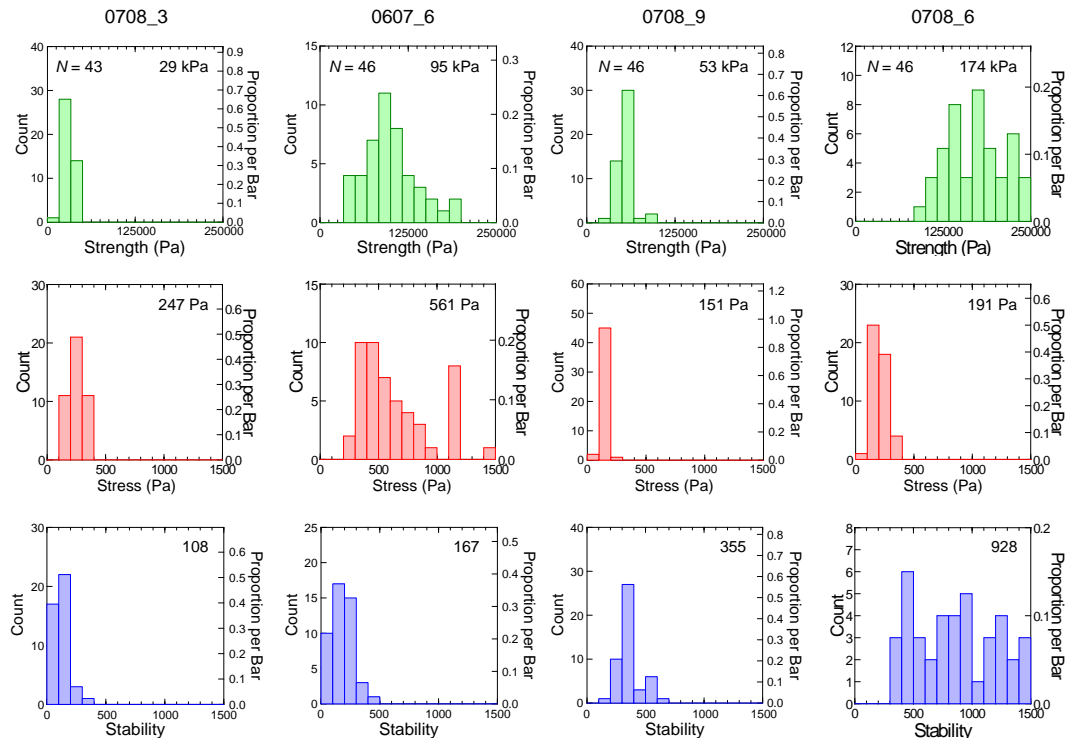 0708_3 0607_6 0708_9 0708_6
40 0.9 15 0.3 40 0.8 12
N = 43 29 kPa N = 46 95 kPa N = 46 53 kPa N = 46 174 kPa
0.8 10 0.2
30 0.7 10 30 0.6 8
0.6 0.2
20 0.5 20 6
0.4 0.4 0.1
0.3 5 0.1 4
10 0.2 10 0.2 2
0.1
0 0.0 0 0.0 0 0.0 0 0.0
Count Proportion per Bar Count Proportion per Bar Count Proportion per Bar Count Proportion per Bar
0 125000 250000 0 125000 250000 0 125000 250000 0 125000 250000
Strength (Pa) Strength (Pa) Strength (Pa) Strength (Pa)
30 15 60 30
247 Pa 561 Pa 151 Pa 191 Pa
0.6 50 1.2 0.6
0.5 0.2 1.0 0.5
20 10 40 20
0.4 0.8 0.4
0.3 30 0.6 0.3
10 0.2 5 0.1 20 0.4 10 0.2
0.1 10 0.2 0.1
0 0.0 0 0.0 0 0.0 0 0.0
Count Proportion per Bar Count Proportion per Bar Count Proportion per Bar Count Proportion per Bar
0 500 1000 1500 0 500 1000 1500 0 500 1000 1500 0 500 1000 1500
Stress (Pa) Stress (Pa) Stress (Pa) Stress (Pa)
30 25 40 8 0.2
108 167 355 928
0.6 20 0.5 0.8 7
0.5 0.4 30 0.7 6
20 15 0.6 5
0.4 0.3 20 0.5 4 0.1
0.3 10 0.4 3
10 0.2 0.2 10 0.3 2
0.1 5 0.1 0.2 1
0.1
0 0.0 0 0.0 0 0.0 0 0.0
Count Proportion per Bar Count Proportion per Bar Count Proportion per Bar Count Proportion per Bar
0 500 1000 1500 0 500 1000 1500 0 500 1000 1500 0 500 1000 1500
Stability Stability Stability Stability